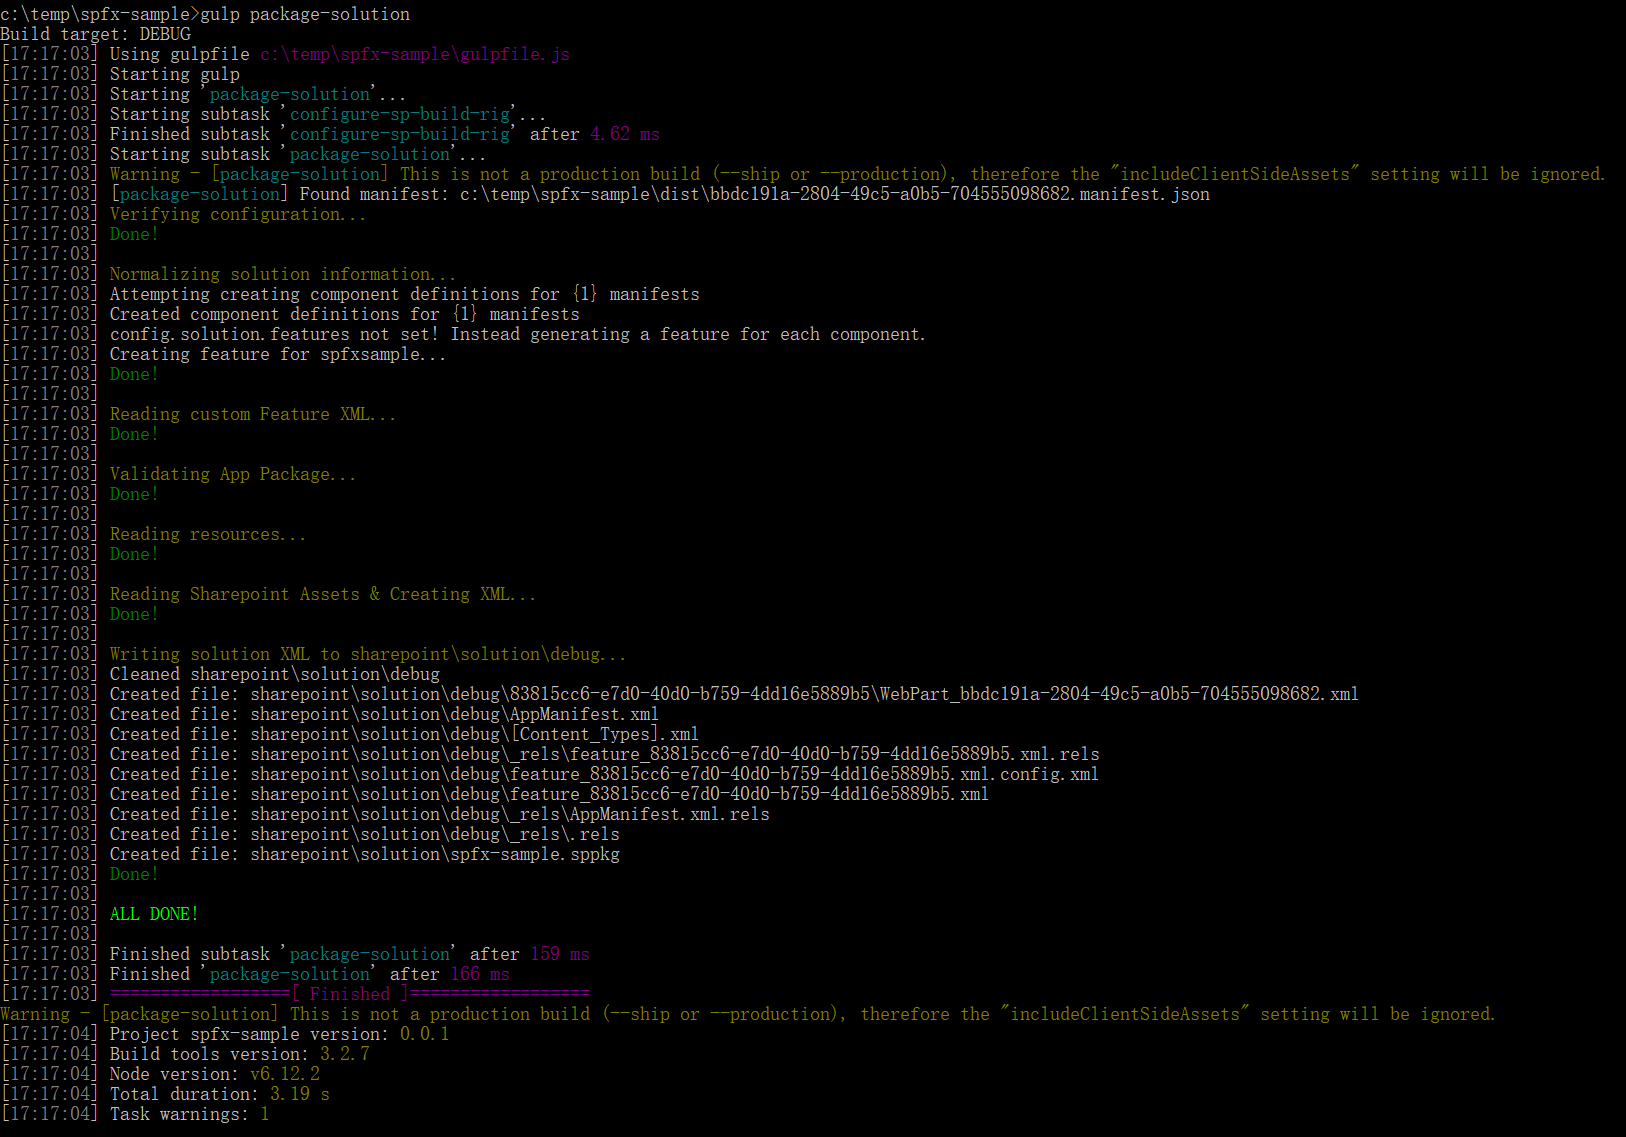 c:\temp\spfx-sample>gulp package-solution
Build target: DEBUG
[17:17:03] Using gulpfile c:\temp\spfx-sample\gulpfile.js
[17:17:03] Starting gulp
[17:17:03] Starting 'package-solution'...
[17:17:03] Starting subtask 'configure-sp-build-rig'...
[17:17:03] Finished subtask 'configure-sp-build-rig' after 4.62 ms
[17:17:03] Starting subtask 'package-solution'...
[17:17:03] Warning - [package-solution] This is not a production build (--ship or --production), therefore the "includeClientSideAssets" setting will be ignored.
[17:17:03] [package-solution] Found manifest: c:\temp\spfx-sample\dist\bbdc191a-2804-49c5-a0b5-704555098682.manifest.json
[17:17:03] Verifying configuration...
[17:17:03] Done!
[17:17:03]
[17:17:03] Normalizing solution information...
[17:17:03] Attempting creating component definitions for {1} manifests
[17:17:03] Created component definitions for {1} manifests
[17:17:03] config.solution.features not set! Instead generating a feature for each component.
[17:17:03] Creating feature for spfxsample...
[17:17:03] Done!
[17:17:03]
[17:17:03] Reading custom Feature XML...
[17:17:03] Done!
[17:17:03]
[17:17:03] Validating App Package...
[17:17:03] Done!
[17:17:03]
[17:17:03] Reading resources...
[17:17:03] Done!
[17:17:03]
[17:17:03] Reading Sharepoint Assets & Creating XML...
[17:17:03] Done!
[17:17:03]
[17:17:03] Writing solution XML to sharepoint\solution\debug...
[17:17:03] Cleaned sharepoint\solution\debug
[17:17:03] Created file: sharepoint\solution\debug\83815cc6-e7d0-40d0-b759-4dd16e5889b5\WebPart_bbdc191a-2804-49c5-a0b5-704555098682.xml
[17:17:03] Created file: sharepoint\solution\debug\AppManifest.xml
[17:17:03] Created file: sharepoint\solution\debug\[Content_Types].xml
[17:17:03] Created file: sharepoint\solution\debug\_rels\feature_83815cc6-e7d0-40d0-b759-4dd16e5889b5.xml.rels
[17:17:03] Created file: sharepoint\solution\debug\feature_83815cc6-e7d0-40d0-b759-4dd16e5889b5.xml.config.xml
[17:17:03] Created file: sharepoint\solution\debug\feature_83815cc6-e7d0-40d0-b759-4dd16e5889b5.xml
[17:17:03] Created file: sharepoint\solution\debug\_rels\AppManifest.xml.rels
[17:17:03] Created file: sharepoint\solution\debug\_rels\.rels
[17:17:03] Created file: sharepoint\solution\spfx-sample.sppkg
[17:17:03] Done!
[17:17:03]
[17:17:03] ALL DONE!
[17:17:03]
[17:17:03] Finished subtask 'package-solution' after 159 ms
[17:17:03] Finished 'package-solution' after 166 ms
[17:17:03] ==================[ Finished ]==================
Warning - [package-solution] This is not a production build (--ship or --production), therefore the "includeClientSideAssets" setting will be ignored.
[17:17:04] Project spfx-sample version: 0.0.1
[17:17:04] Build tools version: 3.2.7
[17:17:04] Node version: v6.12.2
[17:17:04] Total duration: 3.19 s
[17:17:04] Task warnings: 1